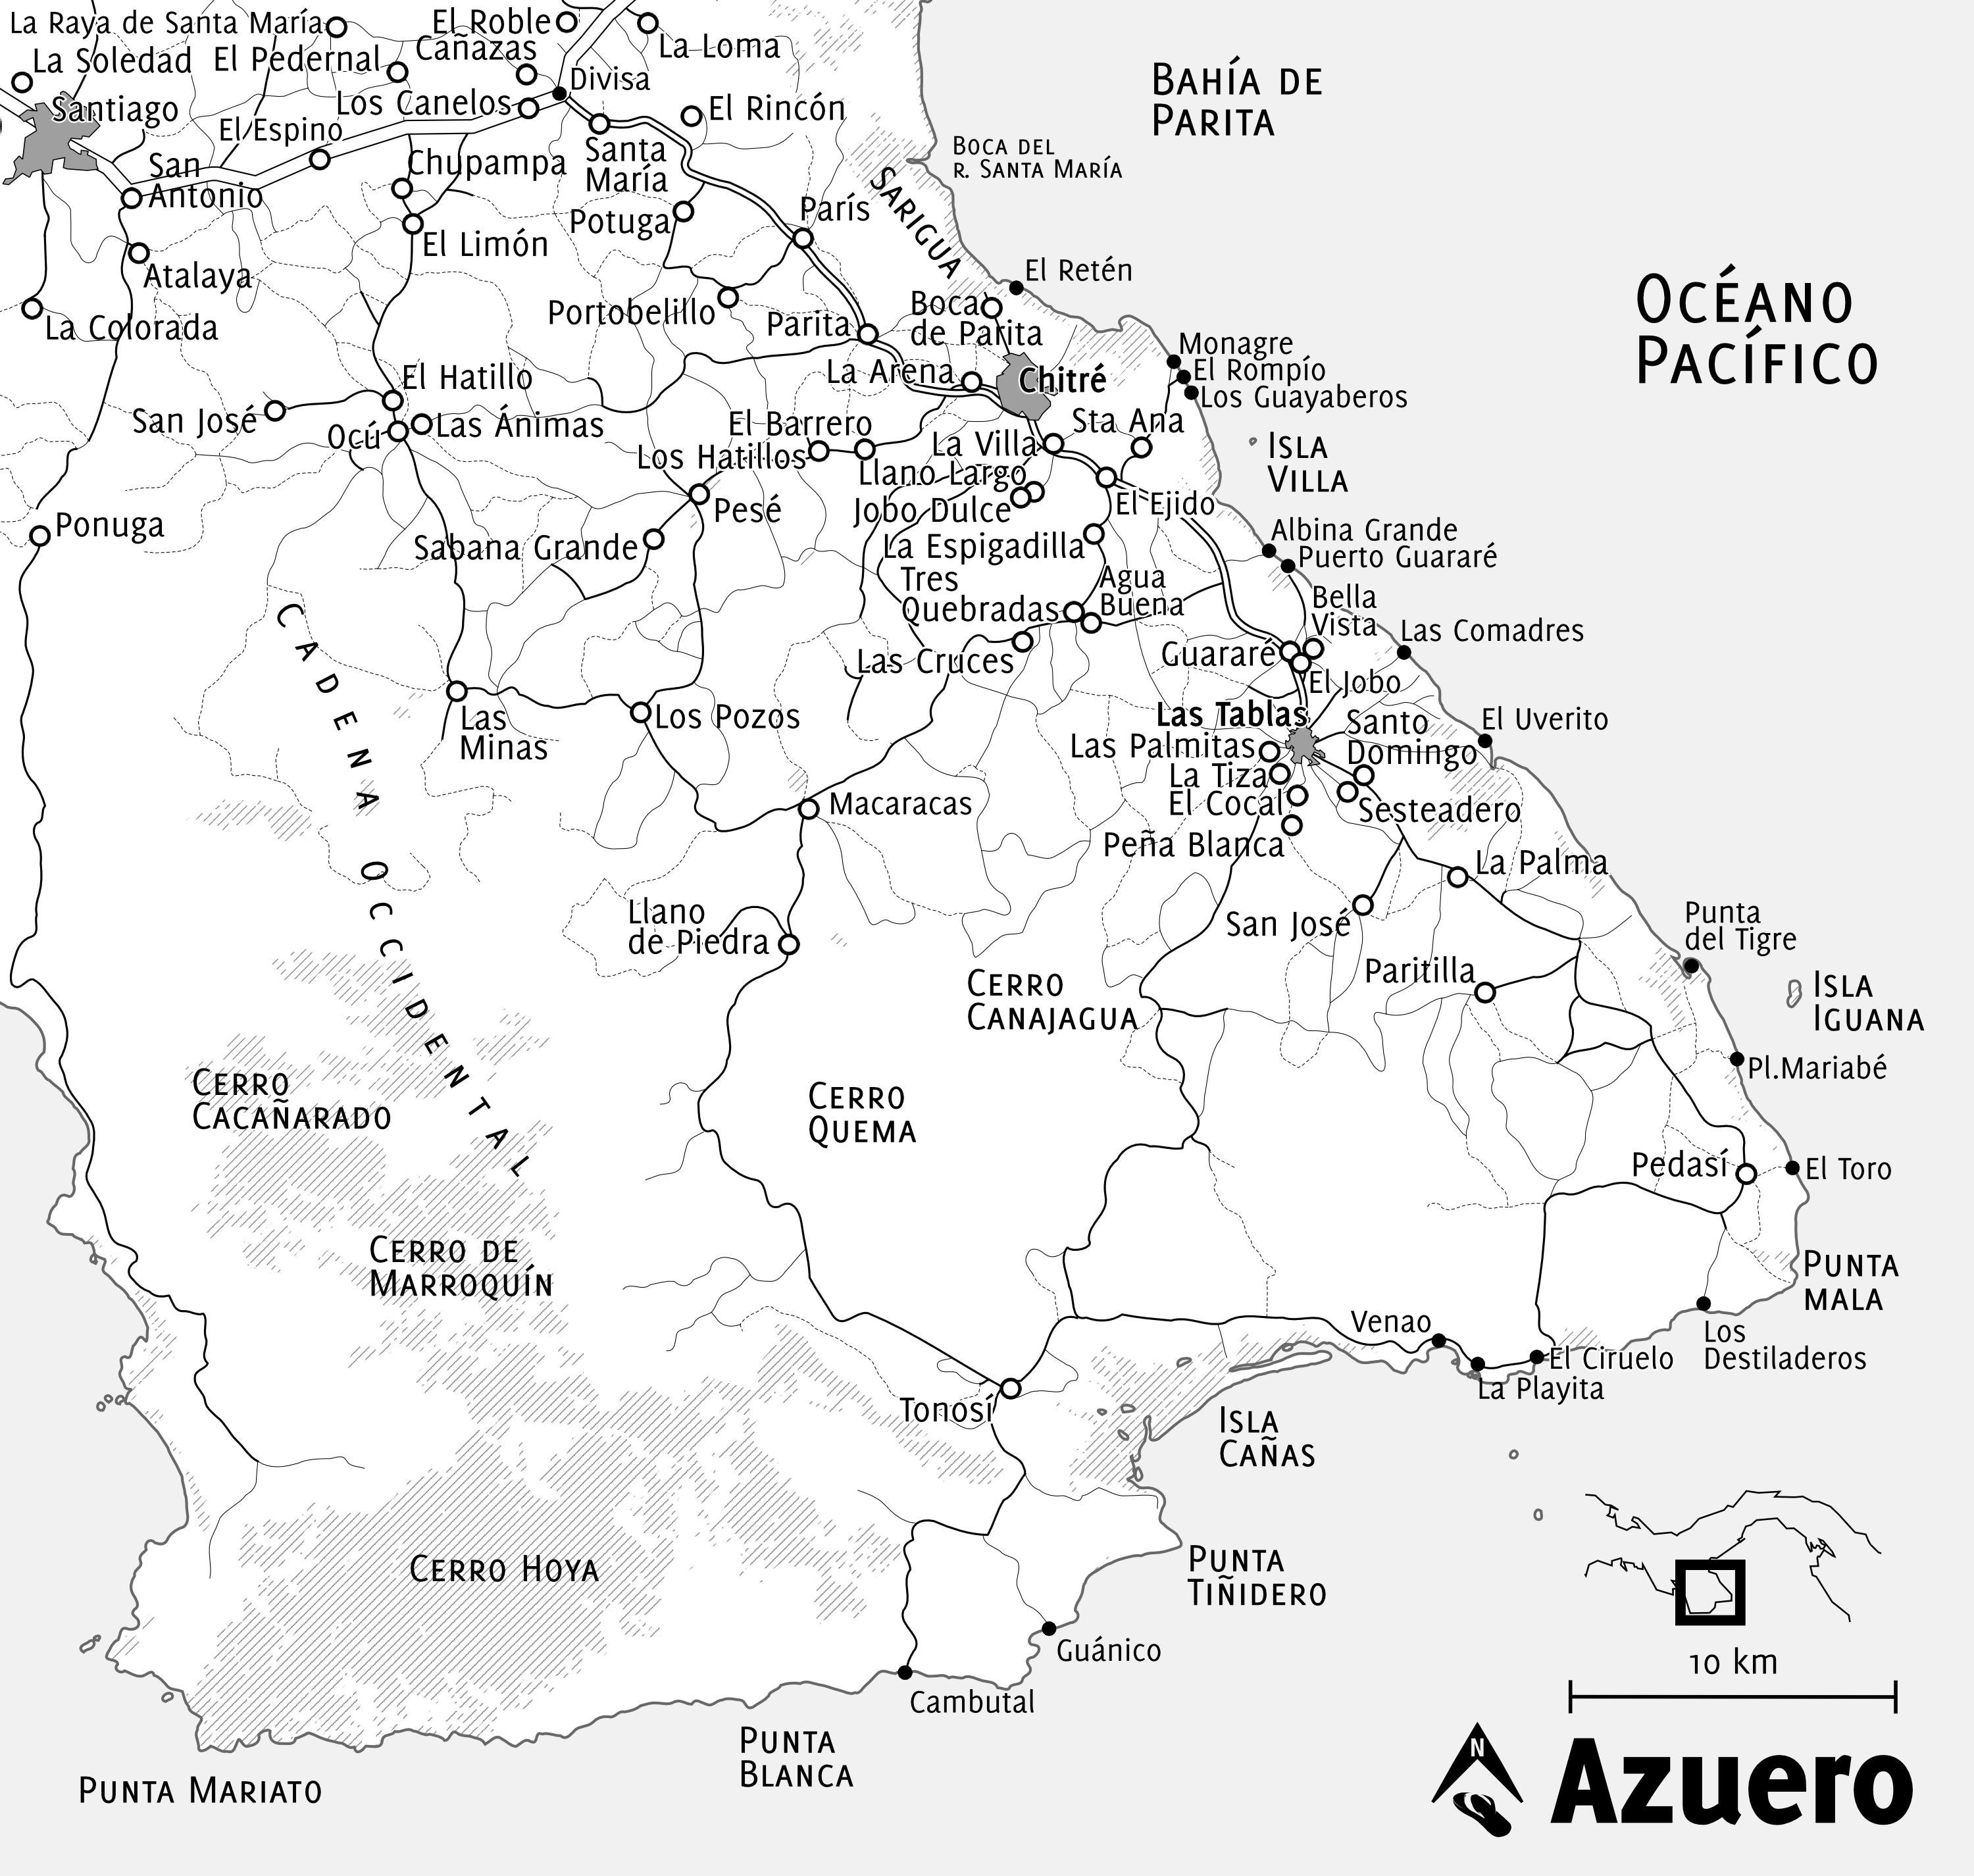 La Raya de Santa María
El Roble
La Loma
La Soledad
El Pedernal
Cañazas
Divisa
Santiago
Los Canelos
El Rincón
El Espino
San
Antonio
Chupampa
Santa
María
BAHÍA DE
PARITA
BOCA DEL
R. SANTA MARÍA
SARIGUA
Potuga
París
El Limón
Atalaya
El Retén
OCÉANO
PACÍFICO
La Colorada
Portobelillo
Parita
Boca
de Parita
Monagre
El Rompío
Los Guayaberos
La Arena
Chitré
El Hatillo
San José
Ocú
Las Ánimas
El Barrero
Sta Ana
Los Hatillos
La Villa
Llano Largo
ISLA
VILLA
Pesé
Jobo Dulce
El Ejido
Ponuga
Sabana Grande
La Espigadilla
Albina Grande
Puerto Guararé
Tres
Quebradas
Agua
Buena
Bella
Vista
Las Comadres
CADENA OCCIDENTAL
Las Cruces
Guararé
El Jobo
Las
Minas
Los Pozos
Las Tablas
Santo
Domingo
El Uverito
Las Palmitas
La Tiza
El Cocal
Sesteadero
Macaracas
Peña Blanca
La Palma
Llano
de Piedra
San José
Punta
del Tigre
Paritilla
CERRO
CANAJAGUA
ISLA
IGUANA
Pl.Mariabé
CERRO
CACAÑARADO
CERRO
QUEMA
Pedasí
El Toro
CERRO DE
MARROQUÍN
PUNTA
MALA
Venao
Los
Destiladeros
El Ciruelo
La Playita
Tonosí
ISLA
CAÑAS
CERRO HOYA
PUNTA
TIÑIDERO
Guánico
Cambutal
PUNTA
BLANCA
PUNTA MARIATO
10 km
N
Azuero